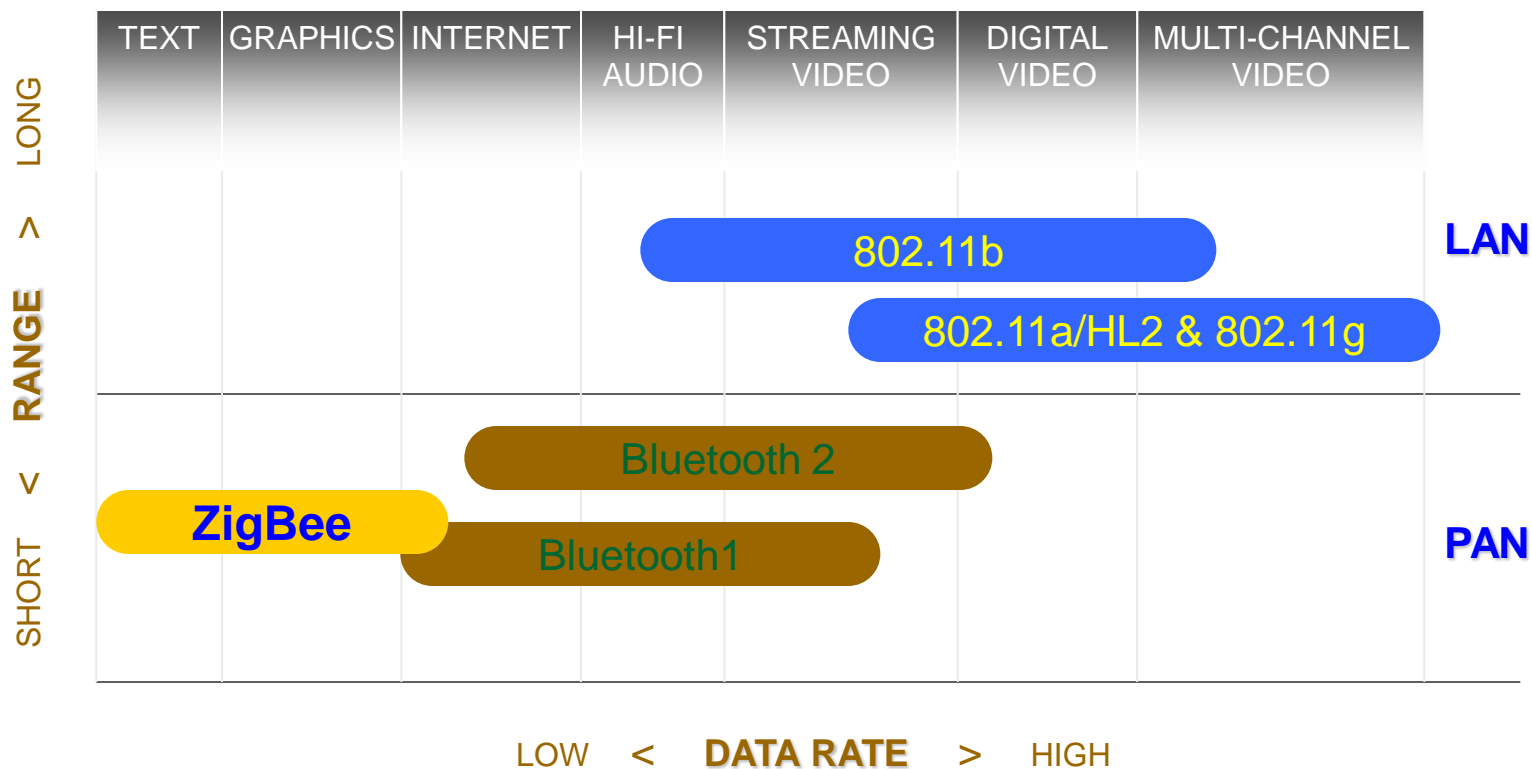 TEXT
GRAPHICS
INTERNET
HI-FI
AUDIO
STREAMING
VIDEO
DIGITAL
VIDEO
MULTI-CHANNEL
VIDEO
SHORT < RANGE > LONG
802.11b
LAN
802.11a/HL2 & 802.11g
Bluetooth 2
ZigBee
Bluetooth1
PAN
LOW < DATA RATE > HIGH